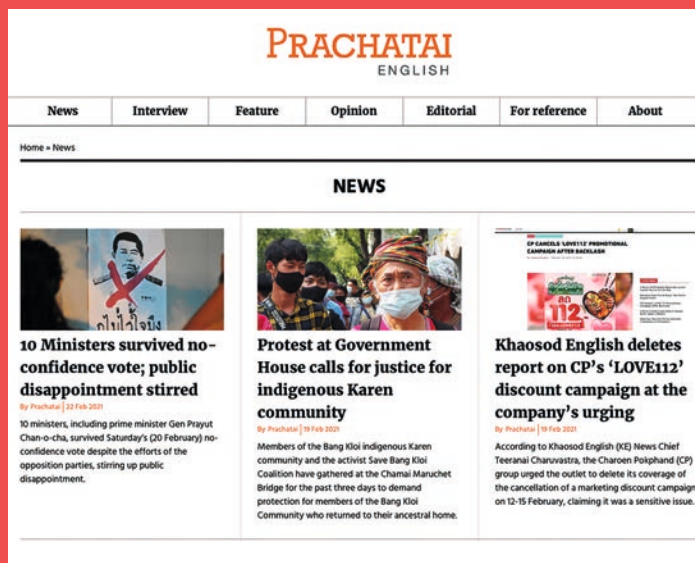 PRACHATAI
ENGLISH
News
Interview
Feature
Opinion
Editorial
For reference
About
Home » News
NEWS
10 Ministers survived no-
confidence vote; public
disappointment stirred
By Prachatai | 22 Feb 2021
10 ministers, including prime minister Gen Prayut
Chan-o-cha, survived Saturday's (20 February) no-
confidence vote despite the efforts of the
opposition parties, stirring up public
disappointment.
Protest at Government
House calls for justice for
indigenous Karen
community
By Prachatai | 19 Feb 2021
Members of the Bang Kloi indigenous Karen
community and the activist Save Bang Kloi
Coalition have gathered at the Chamai Maruchet
Bridge for the past three days to demand
protection for members of the Bang Kloi
Community who returned to their ancestral home.
CP CANCELS 'LOVE112' PROMOTIONAL
CAMPAIGN AFTER BACKLASH
ลด
112
Khaosod English deletes
report on CP's 'LOVE112'
discount campaign at the
company's urging
By Prachatai | 19 Feb 2021
According to Khaosod English (KE) News Chief
Teeranai Charuvastra, the Charoen Pokphand (CP)
group urged the outlet to delete its coverage of
the cancellation of a marketing discount campaign
on 12-15 February, claiming it was a sensitive issue.